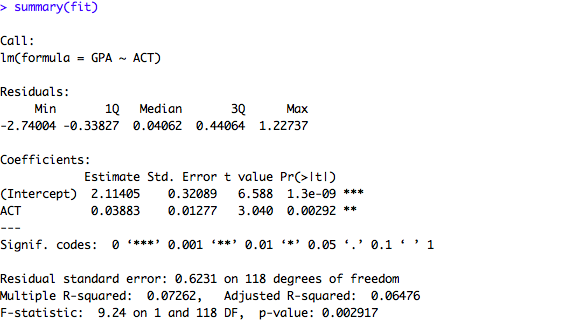 > summary(fit)
Call:
lm(formula = GPA ~ ACT)
Residuals:
     Min       1Q   Median       3Q      Max
-2.74004 -0.33827  0.04062  0.44064  1.22737
Coefficients:
            Estimate Std. Error t value Pr(>|t|)
(Intercept)  2.11405    0.32089   6.588  1.3e-09 ***
ACT          0.03883    0.01277   3.040  0.00292 **
---
Signif. codes:  0 ‘***’ 0.001 ‘**’ 0.01 ‘*’ 0.05 ‘.’ 0.1 ‘ ’ 1
Residual standard error: 0.6231 on 118 degrees of freedom
Multiple R-squared:  0.07262,   Adjusted R-squared:  0.06476
F-statistic:  9.24 on 1 and 118 DF,  p-value: 0.002917